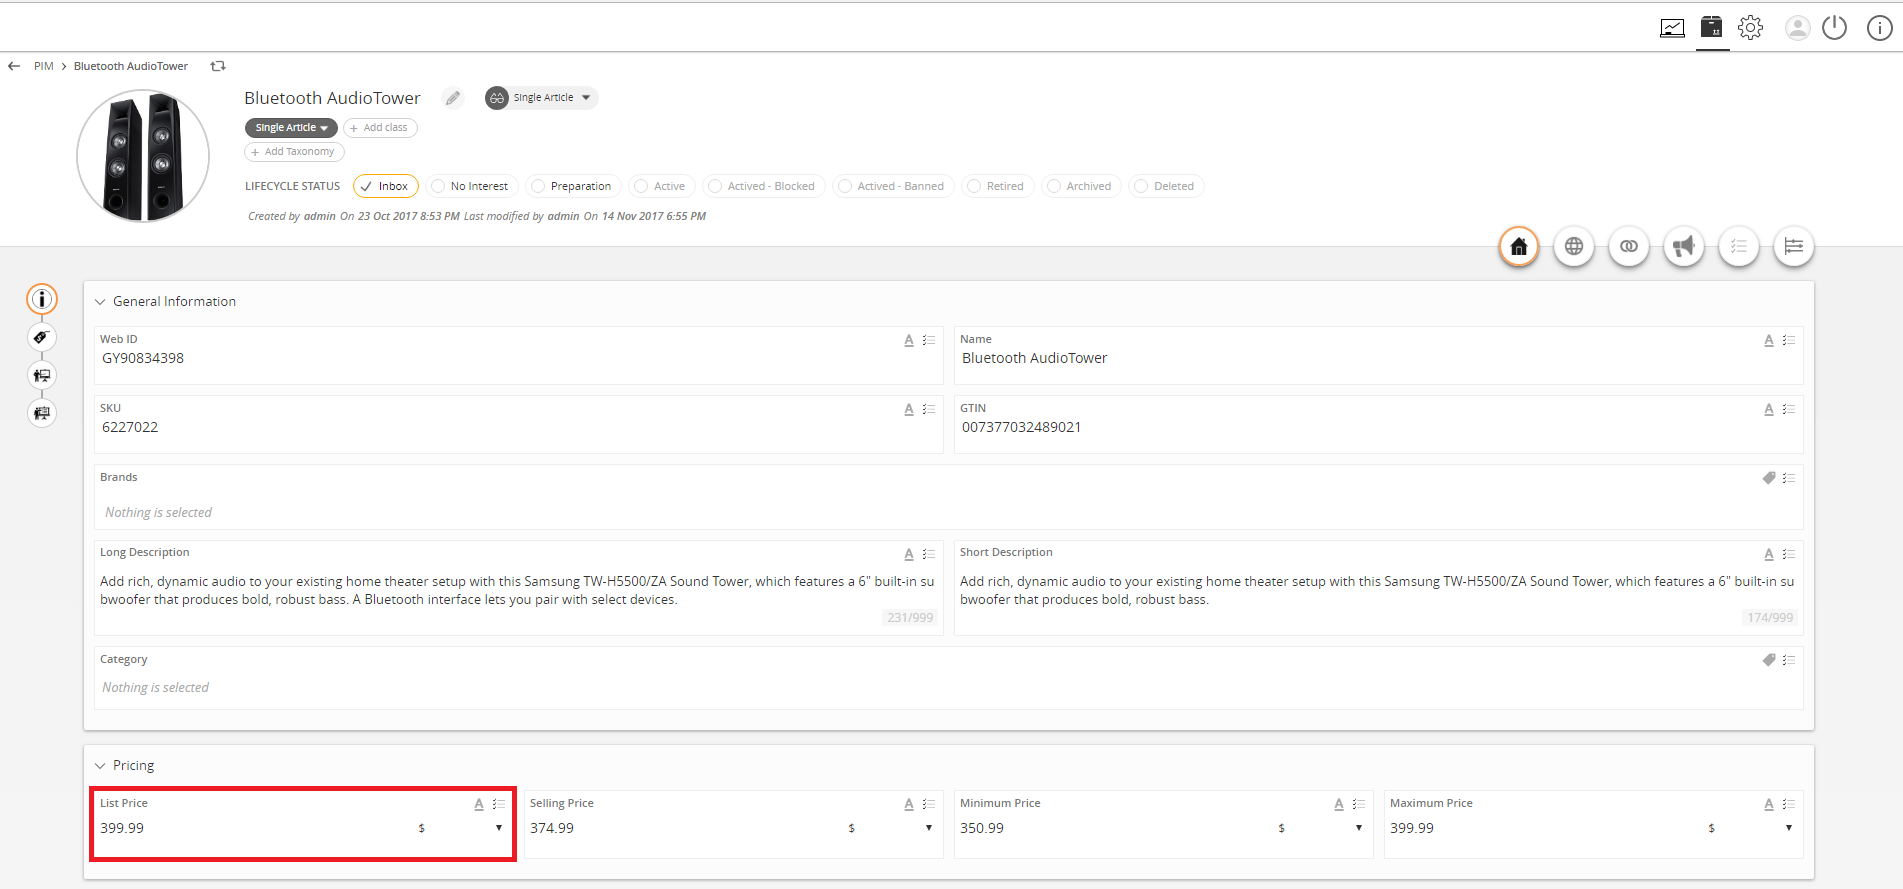 PIM > Bluetooth AudioTower
Bluetooth AudioTower
Single Article
Single Article
+ Add class
+ Add Taxonomy
LIFECYCLE STATUS
Inbox
No Interest
Preparation
Active
Actived - Blocked
Actived - Banned
Retired
Archived
Deleted
Created by admin On 23 Oct 2017 8:53 PM Last modified by admin On 14 Nov 2017 6:55 PM
General Information
Web ID
GY90834398
Name
Bluetooth AudioTower
SKU
6227022
GTIN
007377032489021
Brands
Nothing is selected
Long Description
Add rich, dynamic audio to your existing home theater setup with this Samsung TW-H5500/ZA Sound Tower, which features a 6" built-in su
bwoofer that produces bold, robust bass. A Bluetooth interface lets you pair with select devices.
231/999
Short Description
Add rich, dynamic audio to your existing home theater setup with this Samsung TW-H5500/ZA Sound Tower, which features a 6" built-in su
bwoofer that produces bold, robust bass.
174/999
Category
Nothing is selected
Pricing
List Price
399.99 $
Selling Price
374.99 $
Minimum Price
350.99 $
Maximum Price
399.99 $